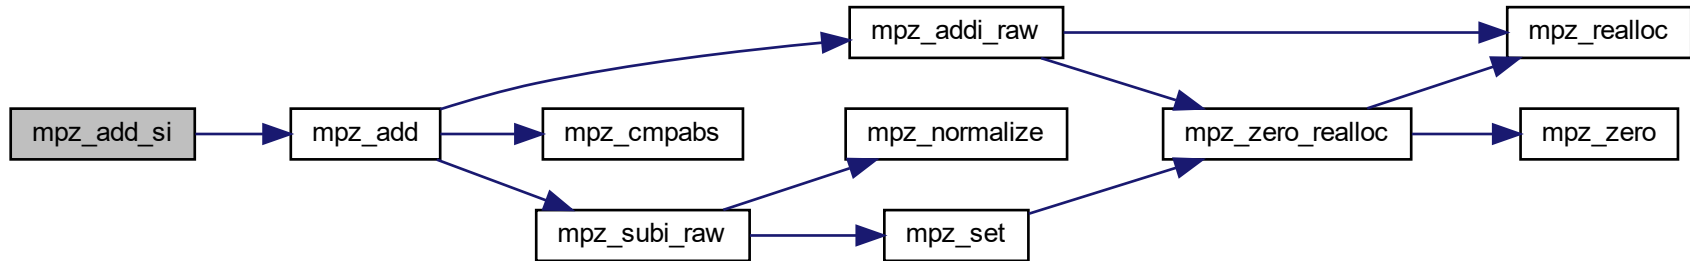 mpz_add_si
mpz_add
mpz_addi_raw
mpz_cmpabs
mpz_subi_raw
mpz_normalize
mpz_set
mpz_zero_realloc
mpz_realloc
mpz_zero